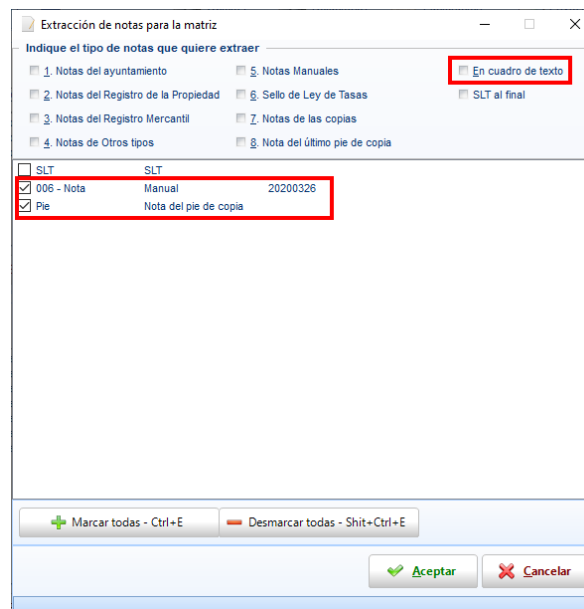 Extracción de notas para la matriz
Indique el tipo de notas que quiere extraer
1. Notas del ayuntamiento
5. Notas Manuales
En cuadro de texto
2. Notas del Registro de la Propiedad
6. Sello de Ley de Tasas
SLT al final
3. Notas del Registro Mercantil
7. Notas de las copias
4. Notas de Otros tipos
8. Nota del último pie de copia
SLT SLT
006 - Nota Manual 20200326
Pie Nota del pie de copia
Marcar todas - Ctrl+E
Desmarcar todas - Shit+Ctrl+E
Aceptar
Cancelar